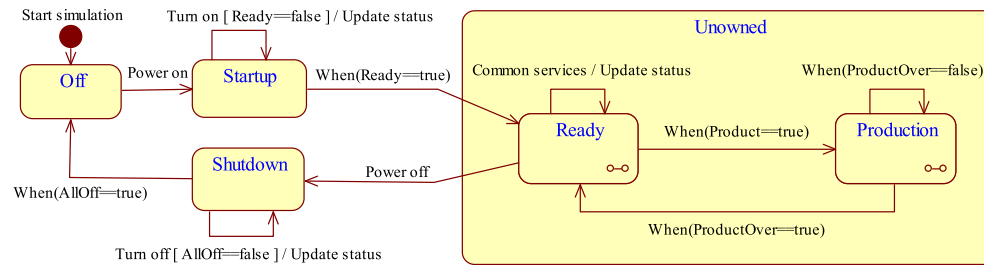 Start simulation
Turn on [ Ready==false ] / Update status
Unowned
Off
Power on
Startup
When(Ready==true)
Common services / Update status
When(ProductOver==false)
Ready
When(Product==true)
Production
Shutdown
Power off
When(AllOff==true)
When(ProductOver==true)
Turn off [ AllOff==false ] / Update status